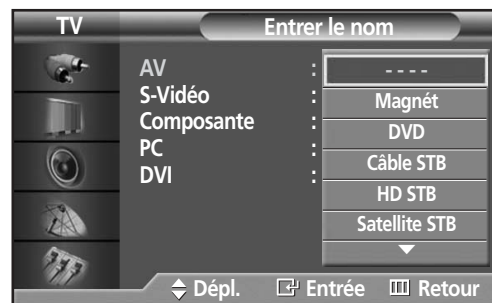 TV
Entrer le nom
AV :
S-Vidéo :
Composante :
PC :
DVI :
- - - -
Magnét
DVD
Câble STB
HD STB
Satellite STB
Dépl. Entrée Retour